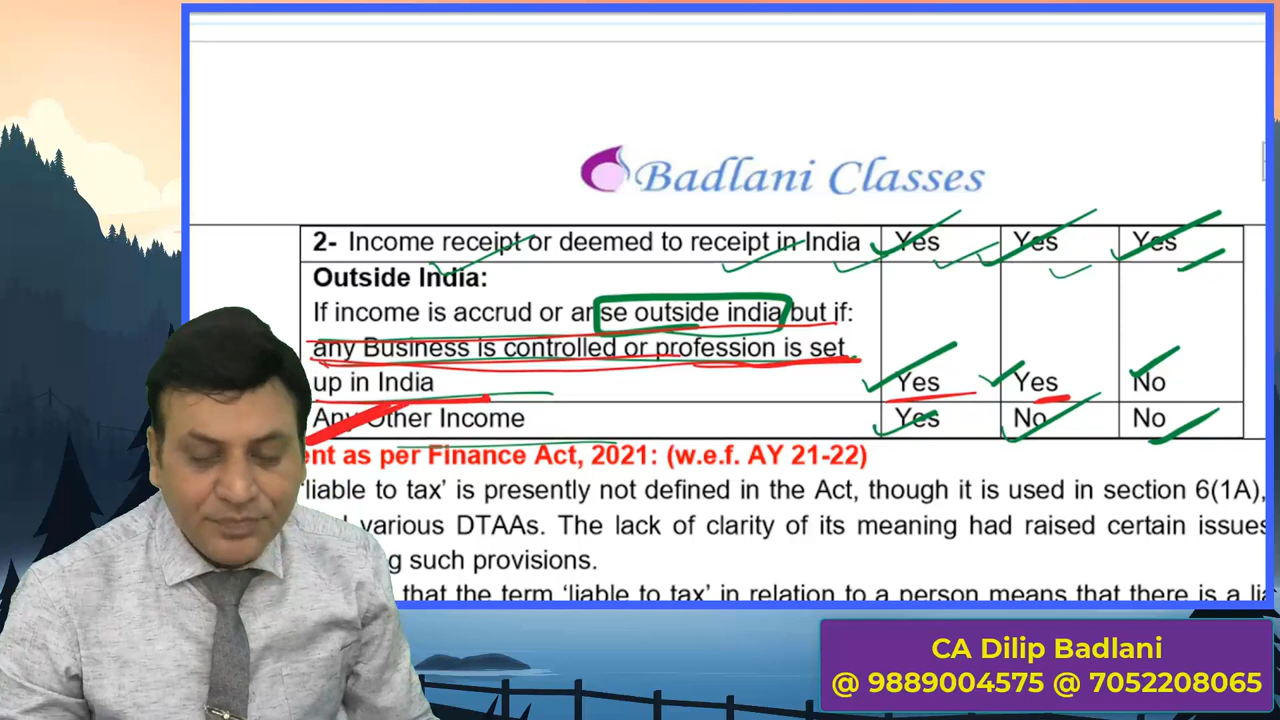 Badlani Classes
2- Income receipt or deemed to receipt in India Yes Yes Yes
Outside India:
If income is accrud or arise outside india but if:
any Business is controlled or profession is set
up in India Yes Yes No
Any Other Income Yes No No
ent as per Finance Act, 2021: (w.e.f. AY 21-22)
'liable to tax' is presently not defined in the Act, though it is used in section 6(1A),
various DTAAs. The lack of clarity of its meaning had raised certain issues
g such provisions.
that the term 'liable to tax' in relation to a person means that there is a lia
CA Dilip Badlani
@ 9889004575 @ 7052208065